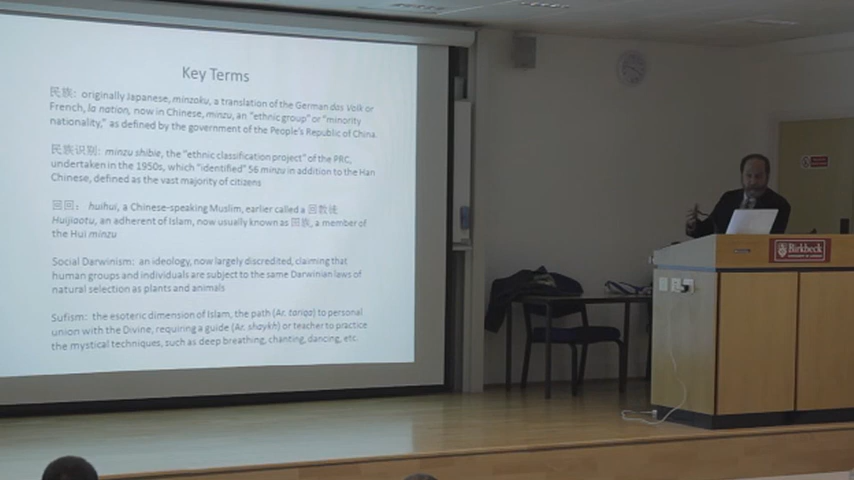 Key Terms
民族: originally Japanese, minzoku, a translation of the German das Volk or
French, la nation, now in Chinese, minzu, an "ethnic group" or "minority
nationality," as defined by the government of the People's Republic of China.
民族识别: minzu shibie, the "ethnic classification project" of the PRC,
undertaken in the 1950s, which "identified" 56 minzu in addition to the Han
Chinese, defined as the vast majority of citizens
回回: huihui, a Chinese-speaking Muslim, earlier called a 回教徒
Huijiaotu, an adherent of Islam, now usually known as 回族, a member of
the Hui minzu
Social Darwinism: an ideology, now largely discredited, claiming that
human groups and individuals are subject to the same Darwinian laws of
natural selection as plants and animals
Sufism: the esoteric dimension of Islam, the path (Ar. tariqa) to personal
union with the Divine, requiring a guide (Ar. shaykh) or teacher to practice
the mystical techniques, such as deep breathing, chanting, dancing, etc.
Birkbeck
UNIVERSITY OF LONDON